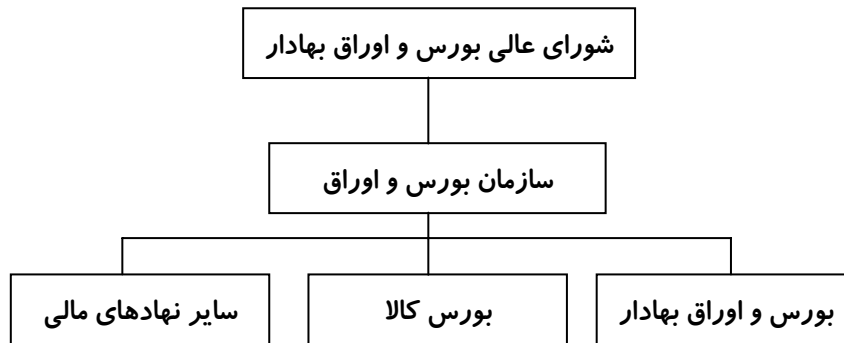 شورای عالی بورس و اوراق بهادار
سازمان بورس و اوراق
بورس و اوراق بهادار
بورس کالا
سایر نهادهای مالی